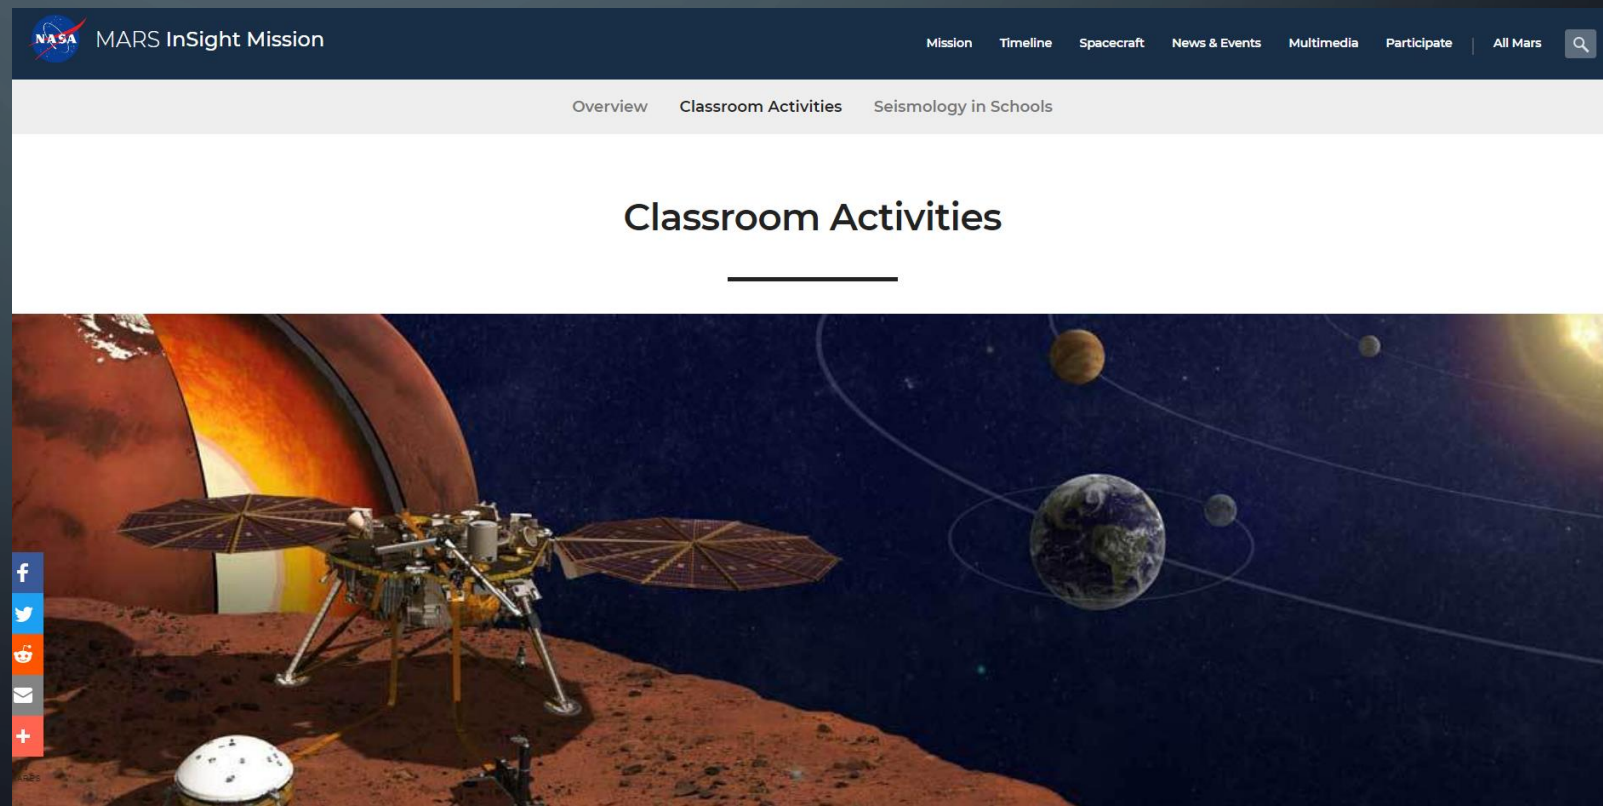 NASA MARS InSight Mission Mission Timeline Spacecraft News & Events Multimedia Participate All Mars
Overview Classroom Activities Seismology in Schools
Classroom Activities